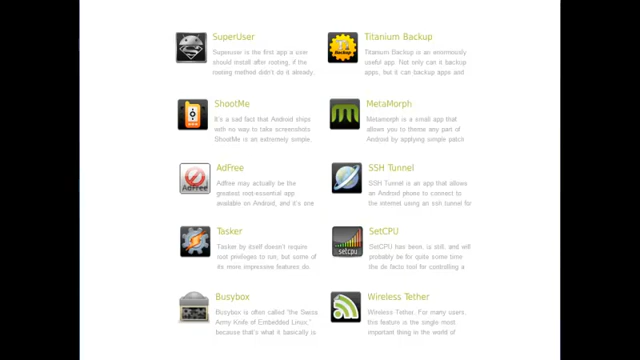 SuperUser
Superuser is the first app a user
should install after rooting, if the
rooting method didn't do it already,
Titanium Backup
Titanium Backup is an enormously
useful app. Not only can it backup
apps, but it can backup apps and
ShootMe
It's a sad fact that Android ships
with no way to take screenshots
ShootMe is an extremely simple,
MetaMorph
Metamorph is a small app that
allows you to theme any part of
Android by applying simple patch
AdFree
AdFree
Adfree may actually be the
greatest root-essential app
available on Android, and it's one
SSH Tunnel
SSH Tunnel is an app that allows
an Android phone to connect to
the internet using an ssh tunnel for
Tasker
Tasker by itself doesn't require
root privileges to run, but some of
its more impressive features do.
setcpu
SetCPU
SetCPU has been, is still, and will
probably be for quite some time
the de facto tool for controlling a
Busybox
Busybox is often called "the Swiss
Army Knife of Embedded Linux,"
because that's what it basically is
Wireless Tether
Wireless Tether. For many users,
this feature is the single most
important thing in the world of